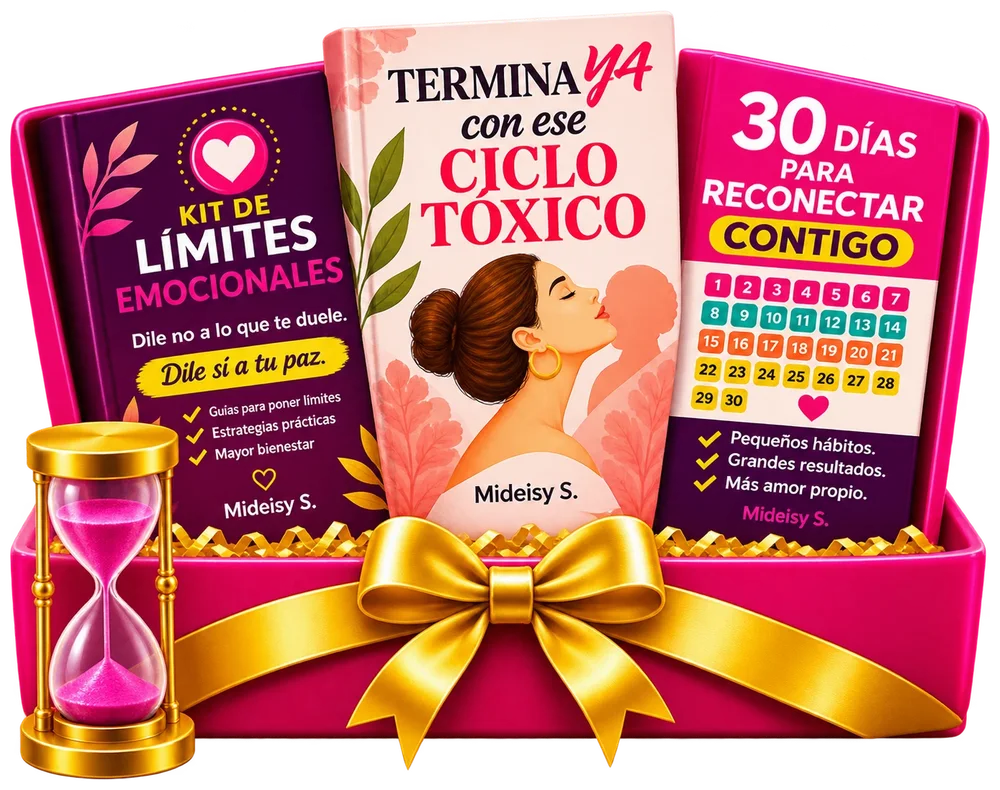 KIT DE
LÍMITES
EMOCIONALES
Dile no a lo que te duele.
Dile sí a tu paz.
Guías para poner límites
Estrategias prácticas
Mayor bienestar
Mideisy S.
TERMINA YA
con ese
CICLO
TÓXICO
Mideisy S.
30 DÍAS
PARA
RECONECTAR
CONTIGO
1 2 3 4 5 6 7
8 9 10 11 12 13 14
15 16 17 18 19 20 21
22 23 24 25 26 27 28
29 30
Pequeños hábitos.
Grandes resultados.
Más amor propio.
Mideisy S.